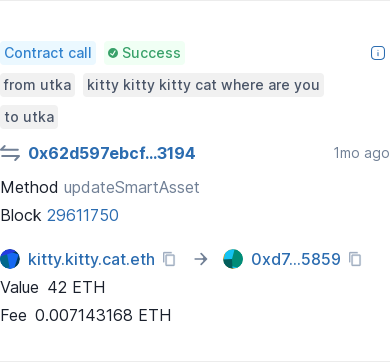 Contract call Success
from utka kitty kitty kitty cat where are you
to utka
0x62d597ebcf...3194 1mo ago
Method updateSmartAsset
Block 29611750
kitty.kitty.cat.eth → 0xd7...5859
Value 42 ETH
Fee 0.007143168 ETH